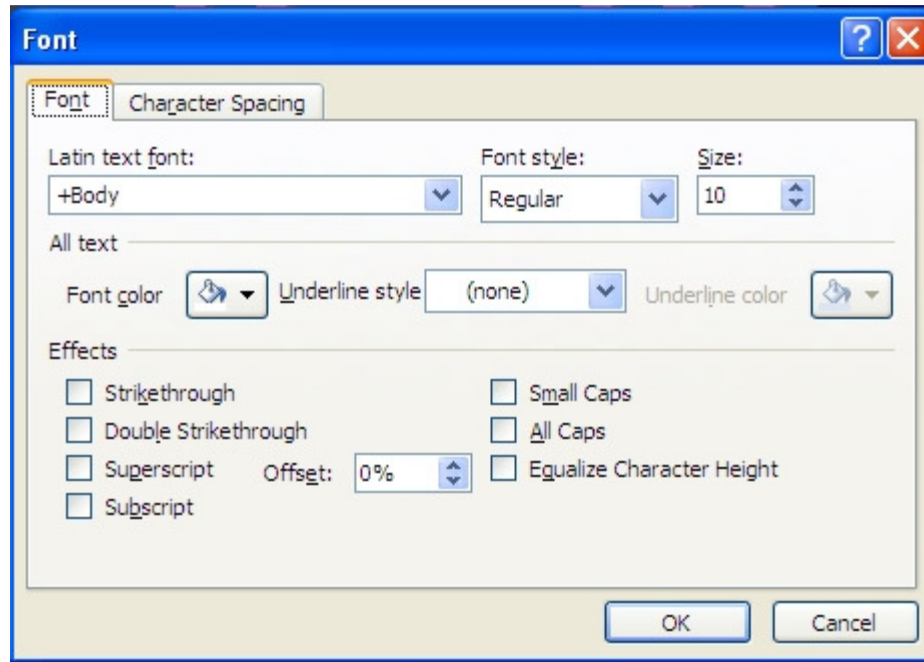 Font
Font Character Spacing
Latin text font: Font style: Size:
+Body Regular 10
All text
Font color Underline style (none) Underline color
Effects
Strikethrough Small Caps
Double Strikethrough All Caps
Superscript Offset: 0% Equalize Character Height
Subscript
OK Cancel